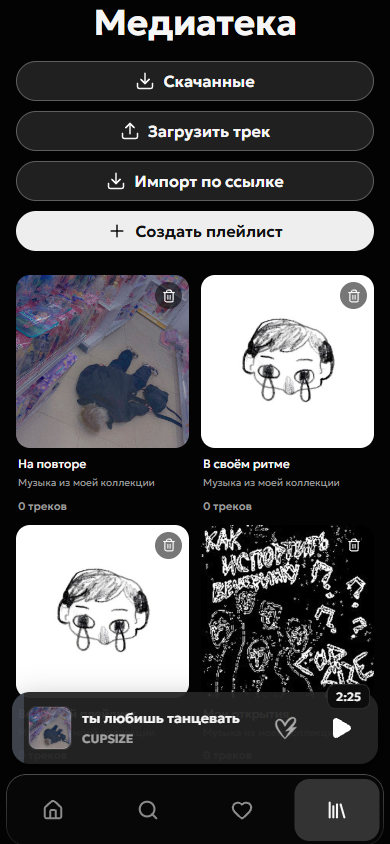 Медиатека
Скачанные
Загрузить трек
Импорт по ссылке
Создать плейлист
На повторе
Музыка из моей коллекции
0 треков
В своём ритме
Музыка из моей коллекции
0 треков
КАК
ИСПОРТИТЬ
ВЕЧЕРИНКУ
???
2:25
ты любишь танцевать
CUPSIZE